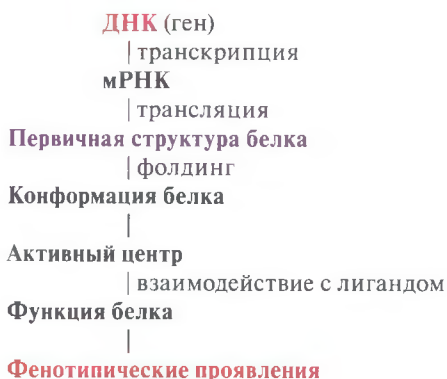 ДНК (ген)
транскрипция
мРНК
трансляция
Первичная структура белка
фолдинг
Конформация белка
Активный центр
взаимодействие с лигандом
Функция белка
Фенотипические проявления